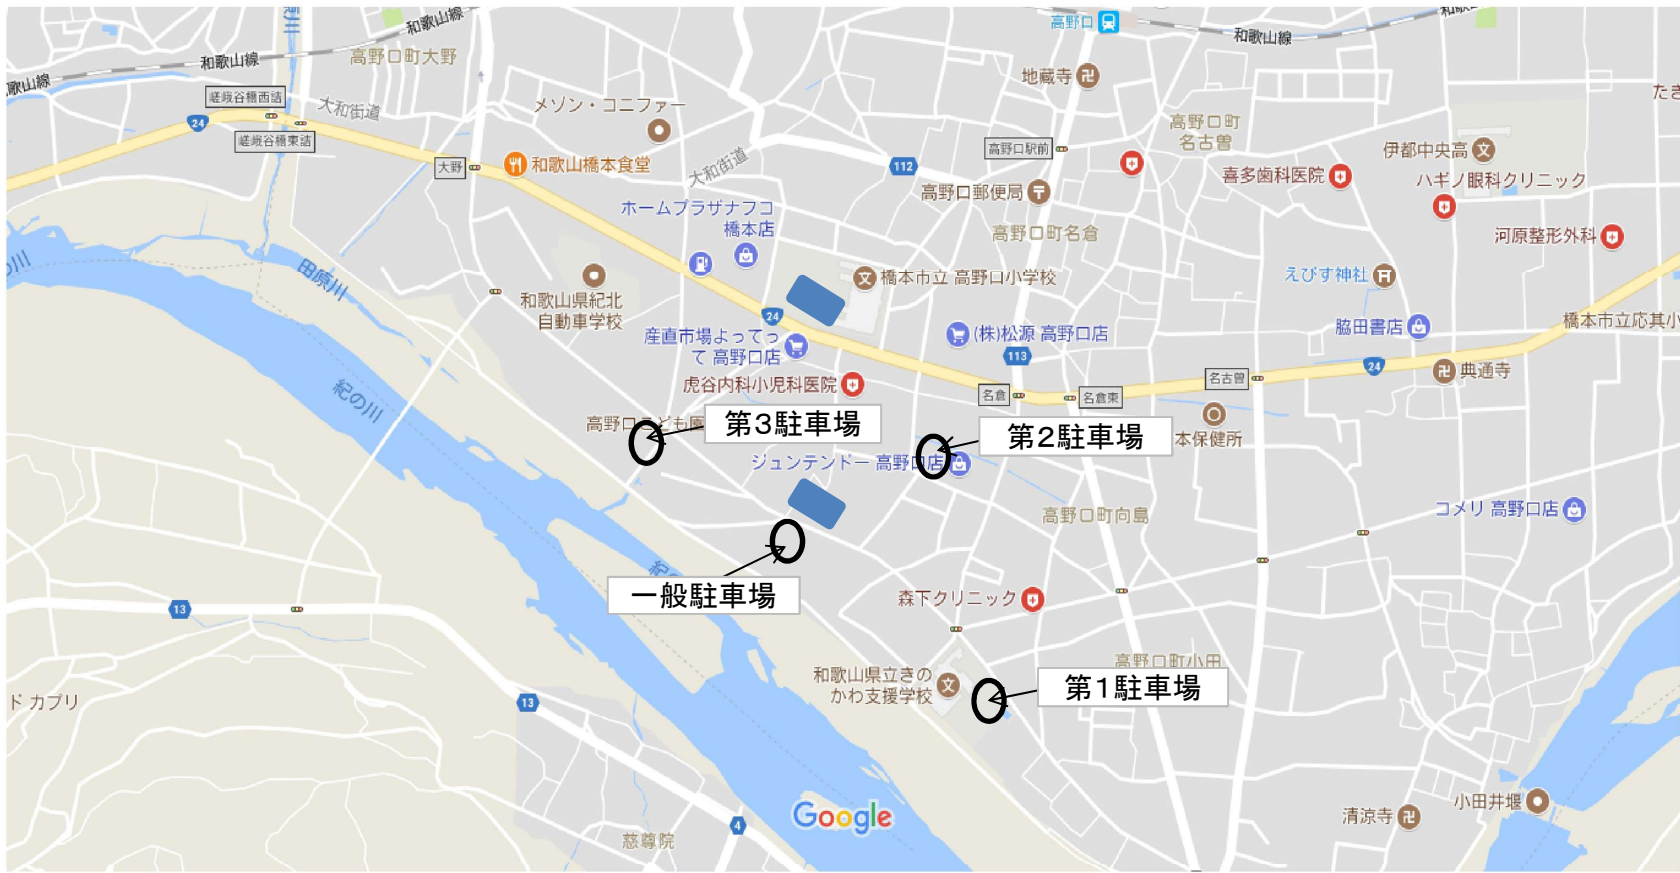 和歌山線
高野口
和歌山線
高野口町大野
和歌山線
歌山線
地蔵寺
嵯峨谷橋西詰
大和街道
メゾン・コニファー
24
嵯峨谷橋東詰
高野口町
名古曽
高野口駅前
伊都中央高
大野
和歌山橋本食堂
大和街道
112
喜多歯科医院
ハギノ眼科クリニック
高野口郵便局
ホームプラザナフコ
橋本店
高野口町名倉
河原整形外科
田原川
和歌山県紀北
自動車学校
橋本市立 高野口小学校
えびす神社
24
産直市場よってっ
て 高野口店
(株)松源 高野口店
脇田書店
橋本市立応其小
113
虎谷内科小児科医院
24
典通寺
名倉
名倉東
名古曽
紀の川
高野口こども園
第3駐車場
第2駐車場
本保健所
ジュンテンドー 高野口店
高野口町向島
コメリ 高野口店
一般駐車場
13
森下クリニック
高野口町小田
和歌山県立きの
かわ支援学校
第1駐車場
ド カプリ
13
Google
4
慈尊院
清涼寺
小田井堰